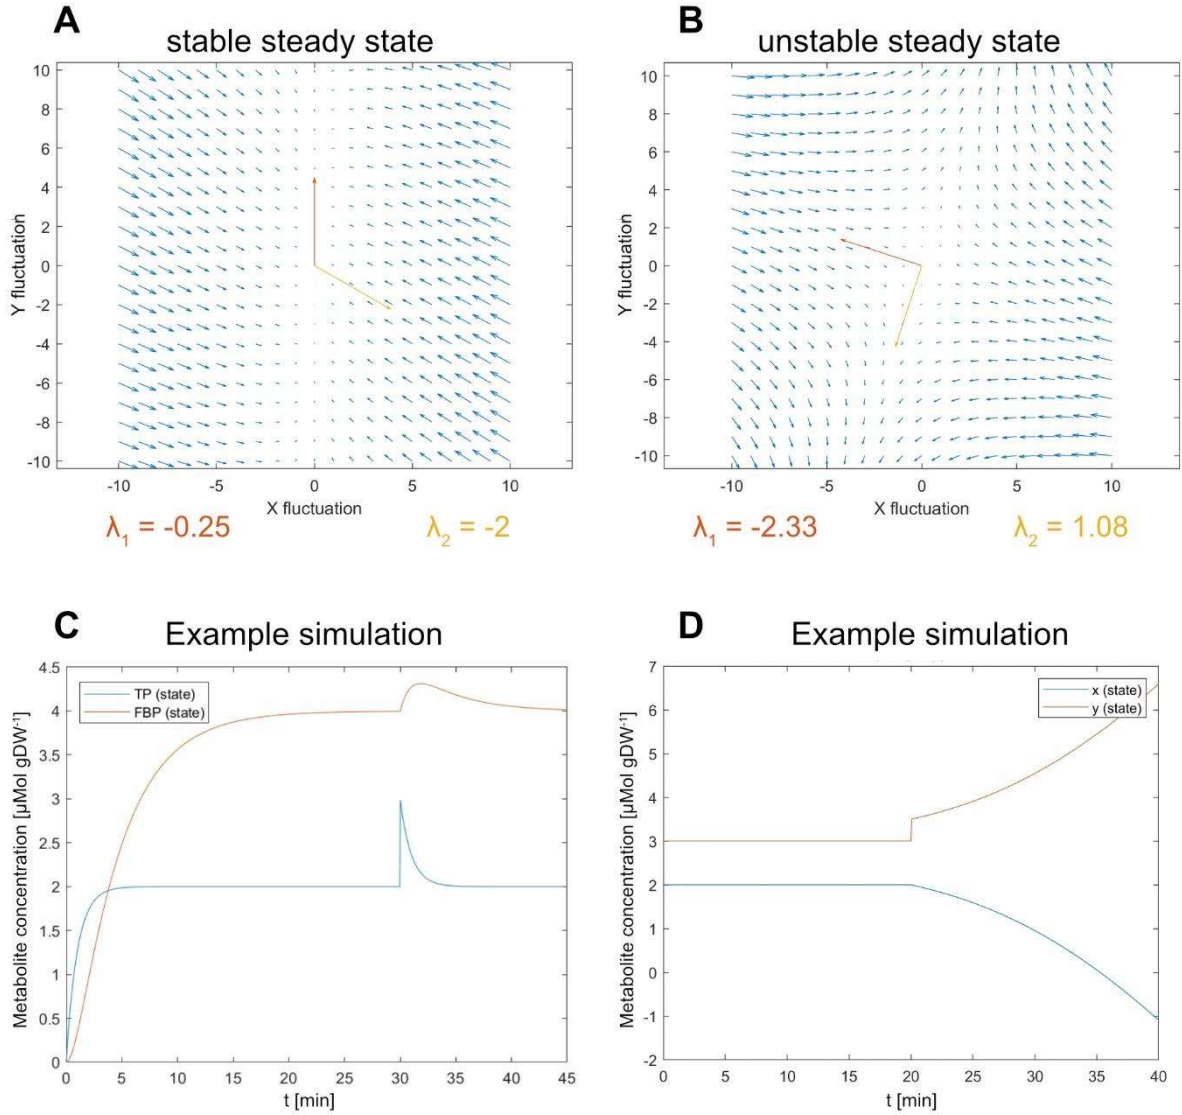 A
stable steady state
10
8
6
4
2
0
-2
-4
-6
-8
-10
Y fluctuation
-10 -5 0 5 10
X fluctuation
λ1 = -0.25 λ2 = -2
B
unstable steady state
10
8
6
4
2
0
-2
-4
-6
-8
-10
Y fluctuation
-10 -5 0 5 10
X fluctuation
λ1 = -2.33 λ2 = 1.08
C
Example simulation
4.5
4
3.5
3
2.5
2
1.5
1
0.5
0
Metabolite concentration [µMol gDW-1]
TP (state)
FBP (state)
0 5 10 15 20 25 30 35 40 45
t [min]
D
Example simulation
7
6
5
4
3
2
1
0
-1
-2
Metabolite concentration [µMol gDW-1]
x (state)
y (state)
0 5 10 15 20 25 30 35 40
t [min]